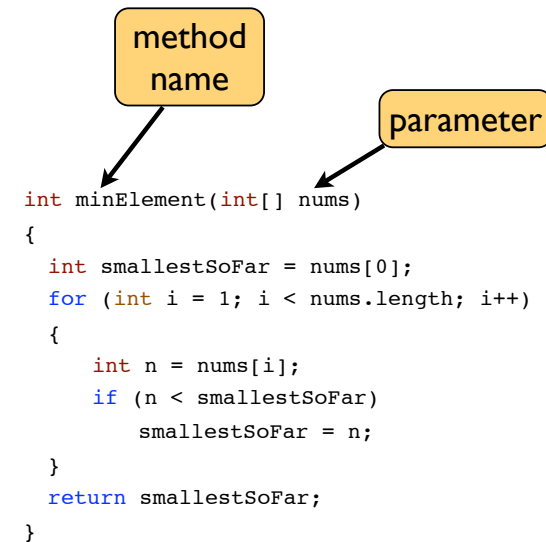 method
name
parameter
int minElement(int[] nums)
{
  int smallestSoFar = nums[0];
  for (int i = 1; i < nums.length; i++)
  {
      int n = nums[i];
      if (n < smallestSoFar)
          smallestSoFar = n;
  }
  return smallestSoFar;
}